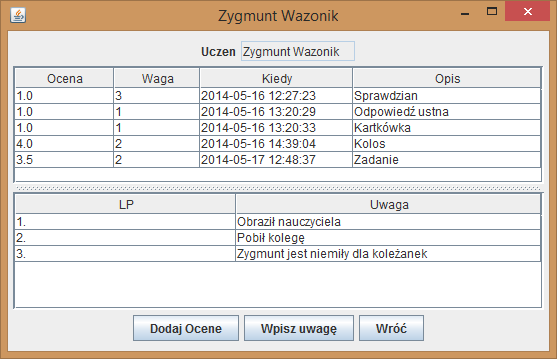 Zygmunt Wazonik
Uczen Zygmunt Wazonik
Ocena Waga Kiedy Opis
1.0 3 2014-05-16 12:27:23 Sprawdzian
1.0 1 2014-05-16 13:20:29 Odpowiedź ustna
1.0 1 2014-05-16 13:20:33 Kartkówka
4.0 2 2014-05-16 14:39:04 Kolos
3.5 2 2014-05-17 12:48:37 Zadanie
LP Uwaga
1. Obraził nauczyciela
2. Pobił kolegę
3. Zygmunt jest niemiły dla koleżanek
Dodaj Ocene Wpisz uwagę Wróć